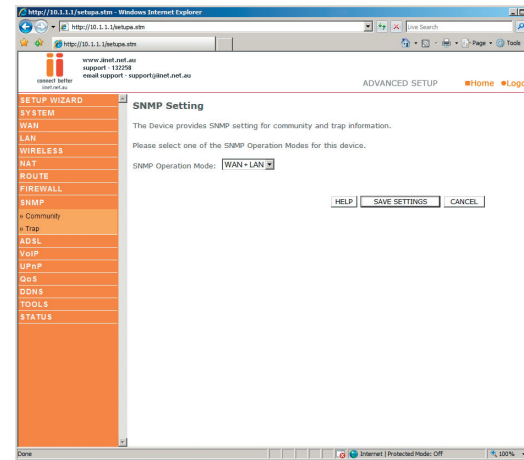 http://10.1.1.1/setupa.stm - Windows Internet Explorer
http://10.1.1.1/setupa.stm
Live Search
http://10.1.1.1/setupa.stm
Page
Tools
www.iinet.net.au
support - 132258
email support - support@iinet.net.au
connect better
iinet.net.au
ADVANCED SETUP
Home
Logo
SETUP WIZARD
SYSTEM
WAN
LAN
WIRELESS
NAT
ROUTE
FIREWALL
SNMP
» Community
» Trap
ADSL
VoIP
UPnP
QoS
DDNS
TOOLS
STATUS
SNMP Setting
The Device provides SNMP setting for community and trap information.
Please select one of the SNMP Operation Modes for this device.
SNMP Operation Mode: WAN+LAN
HELP SAVE SETTINGS CANCEL
Done
Internet | Protected Mode: Off
100%